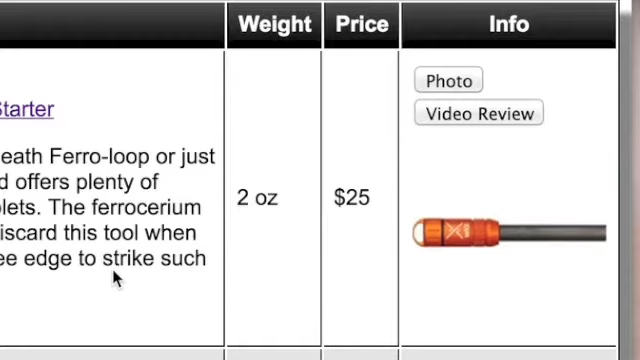 Weight Price Info
Photo
Starter
Video Review
eath Ferro-loop or just
d offers plenty of
2 oz $25
blets. The ferrocerium
iscard this tool when
ee edge to strike such